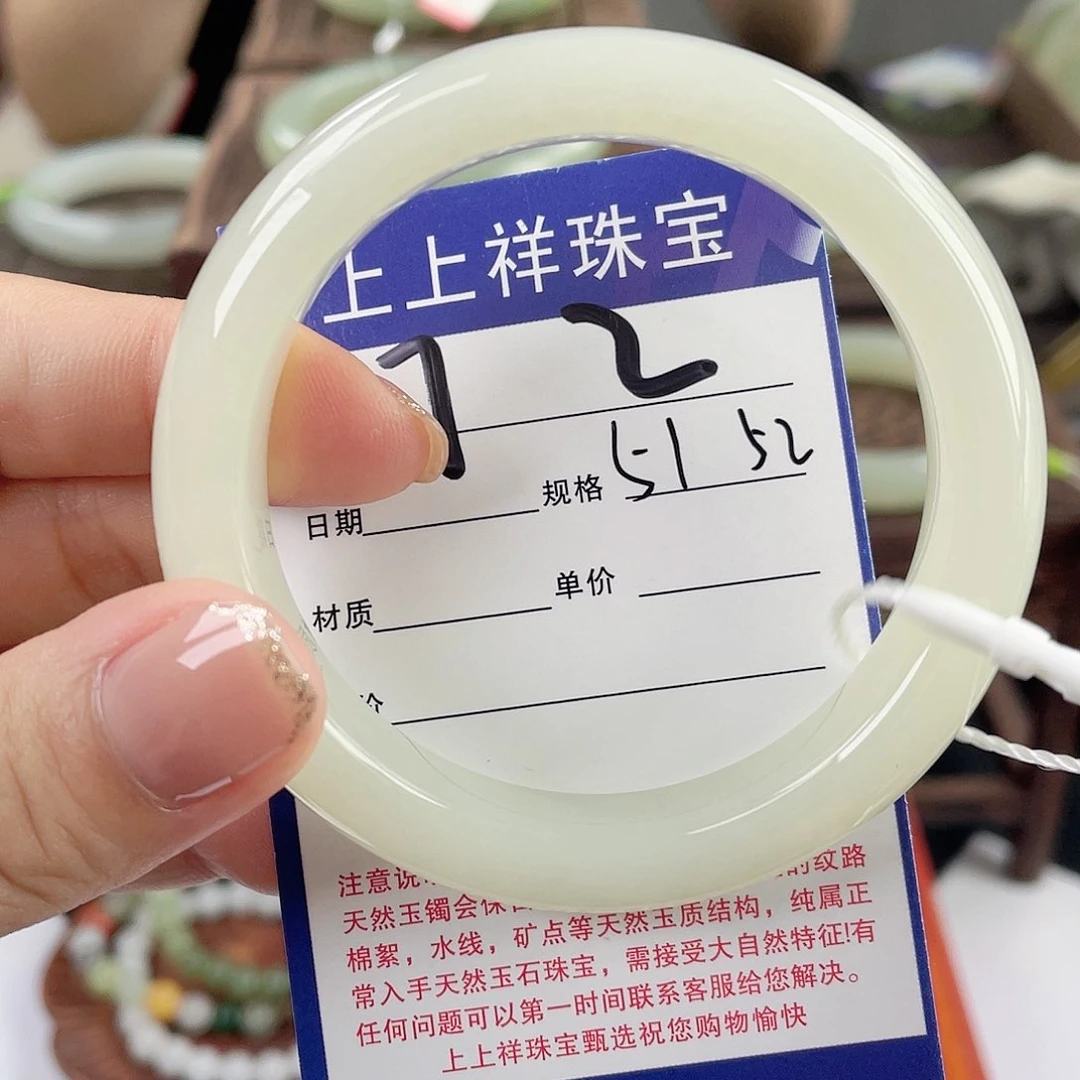 上上祥珠宝
7 2
规格 51 52
日期
材质 单价
价
注意说 的纹路
天然玉镯会保 天然玉质结构，纯属正
棉絮，水线，矿点等
常入手天然玉石珠宝，需接受大自然特征!有
任何问题可以第一时间联系客服给您解决。
上上祥珠宝甄选祝您购物愉快